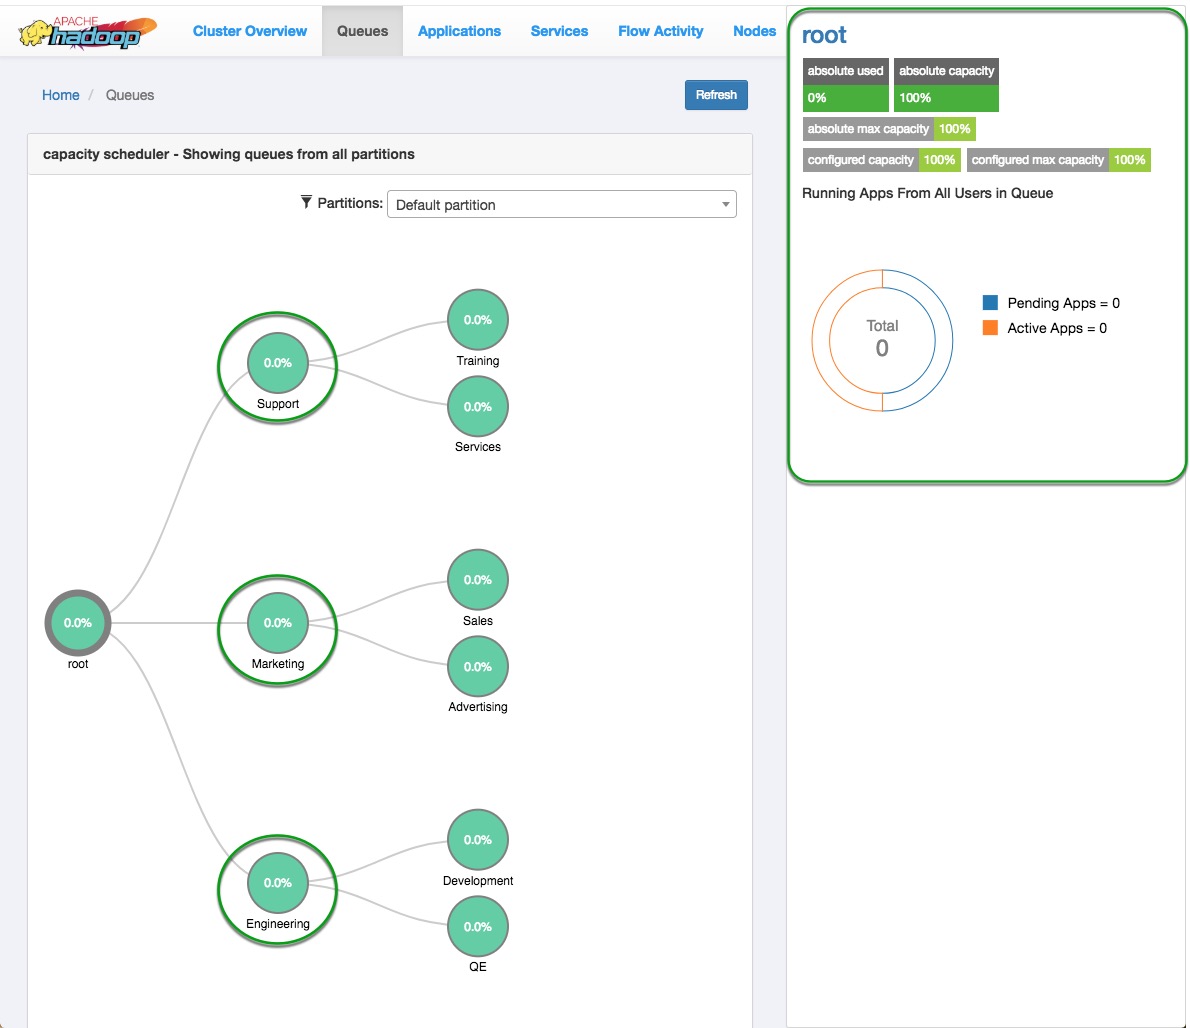 APACHE
hadoop
Cluster Overview
Queues
Applications
Services
Flow Activity
Nodes
Home / Queues
Refresh
capacity scheduler - Showing queues from all partitions
Partitions: Default partition
0.0%
Support
0.0%
Training
0.0%
Services
0.0%
root
0.0%
Marketing
0.0%
Sales
0.0%
Advertising
0.0%
Engineering
0.0%
Development
0.0%
QE
root
absolute used
0%
absolute capacity
100%
absolute max capacity 100%
configured capacity 100%
configured max capacity 100%
Running Apps From All Users in Queue
Total
0
Pending Apps = 0
Active Apps = 0